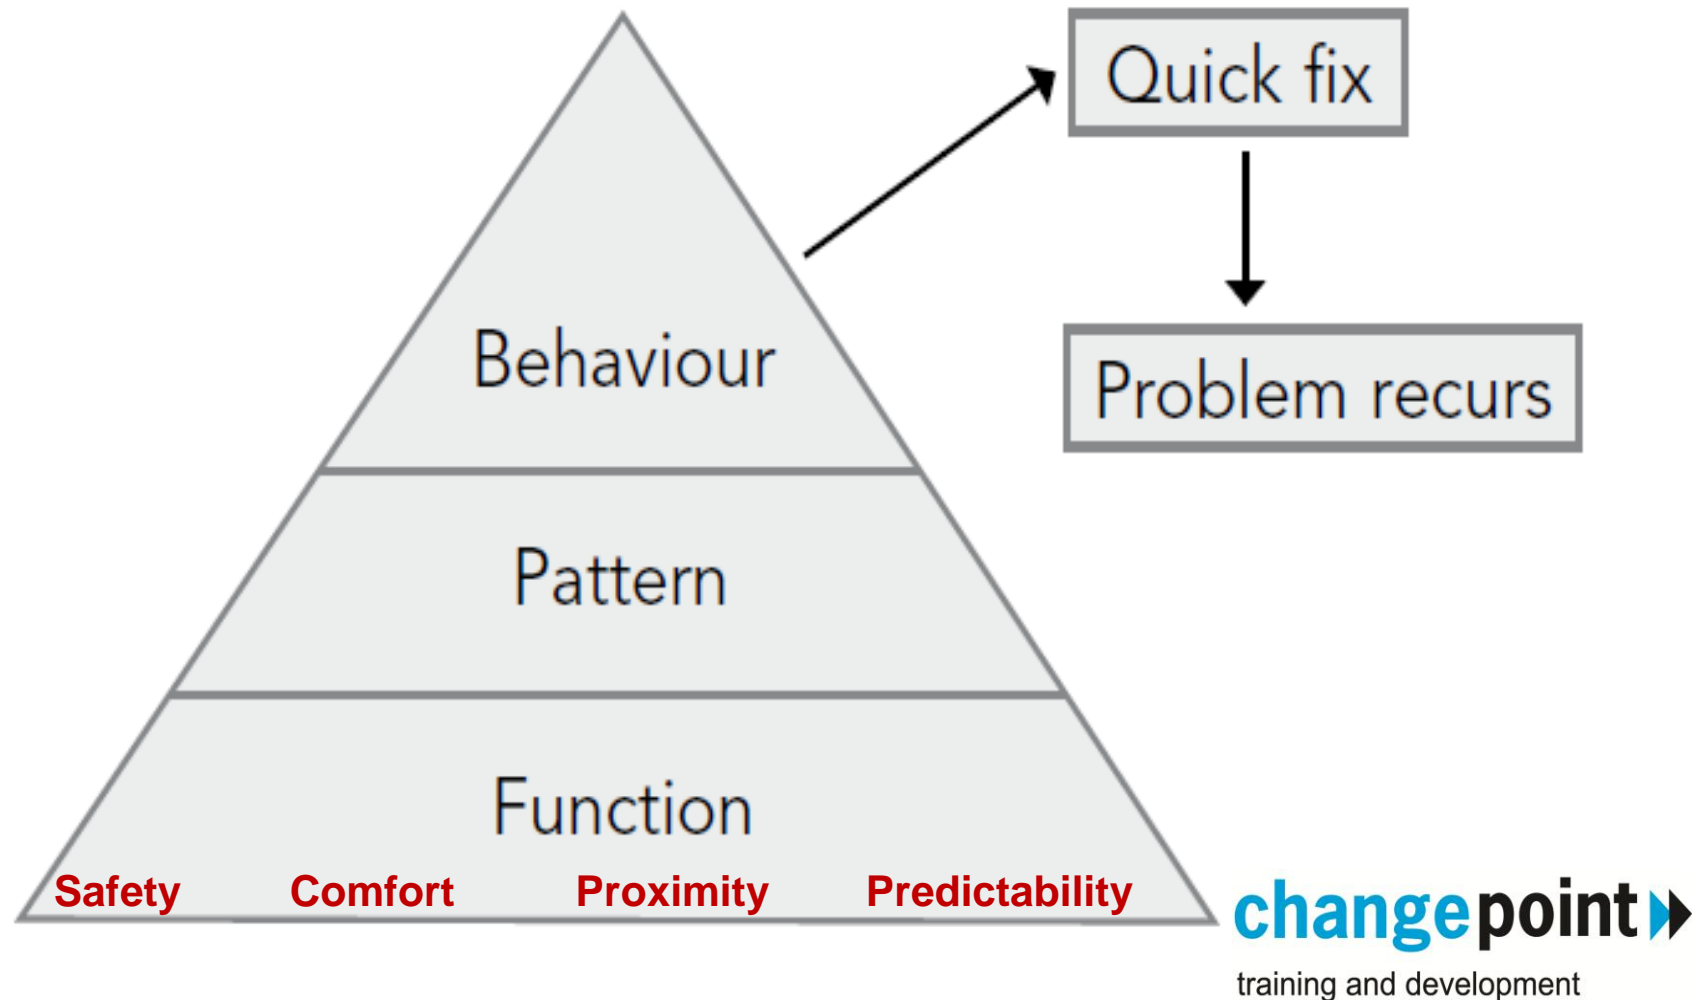 Quick fix
Problem recurs
Behaviour
Pattern
Function
Safety Comfort Proximity Predictability
changepoint
training and development